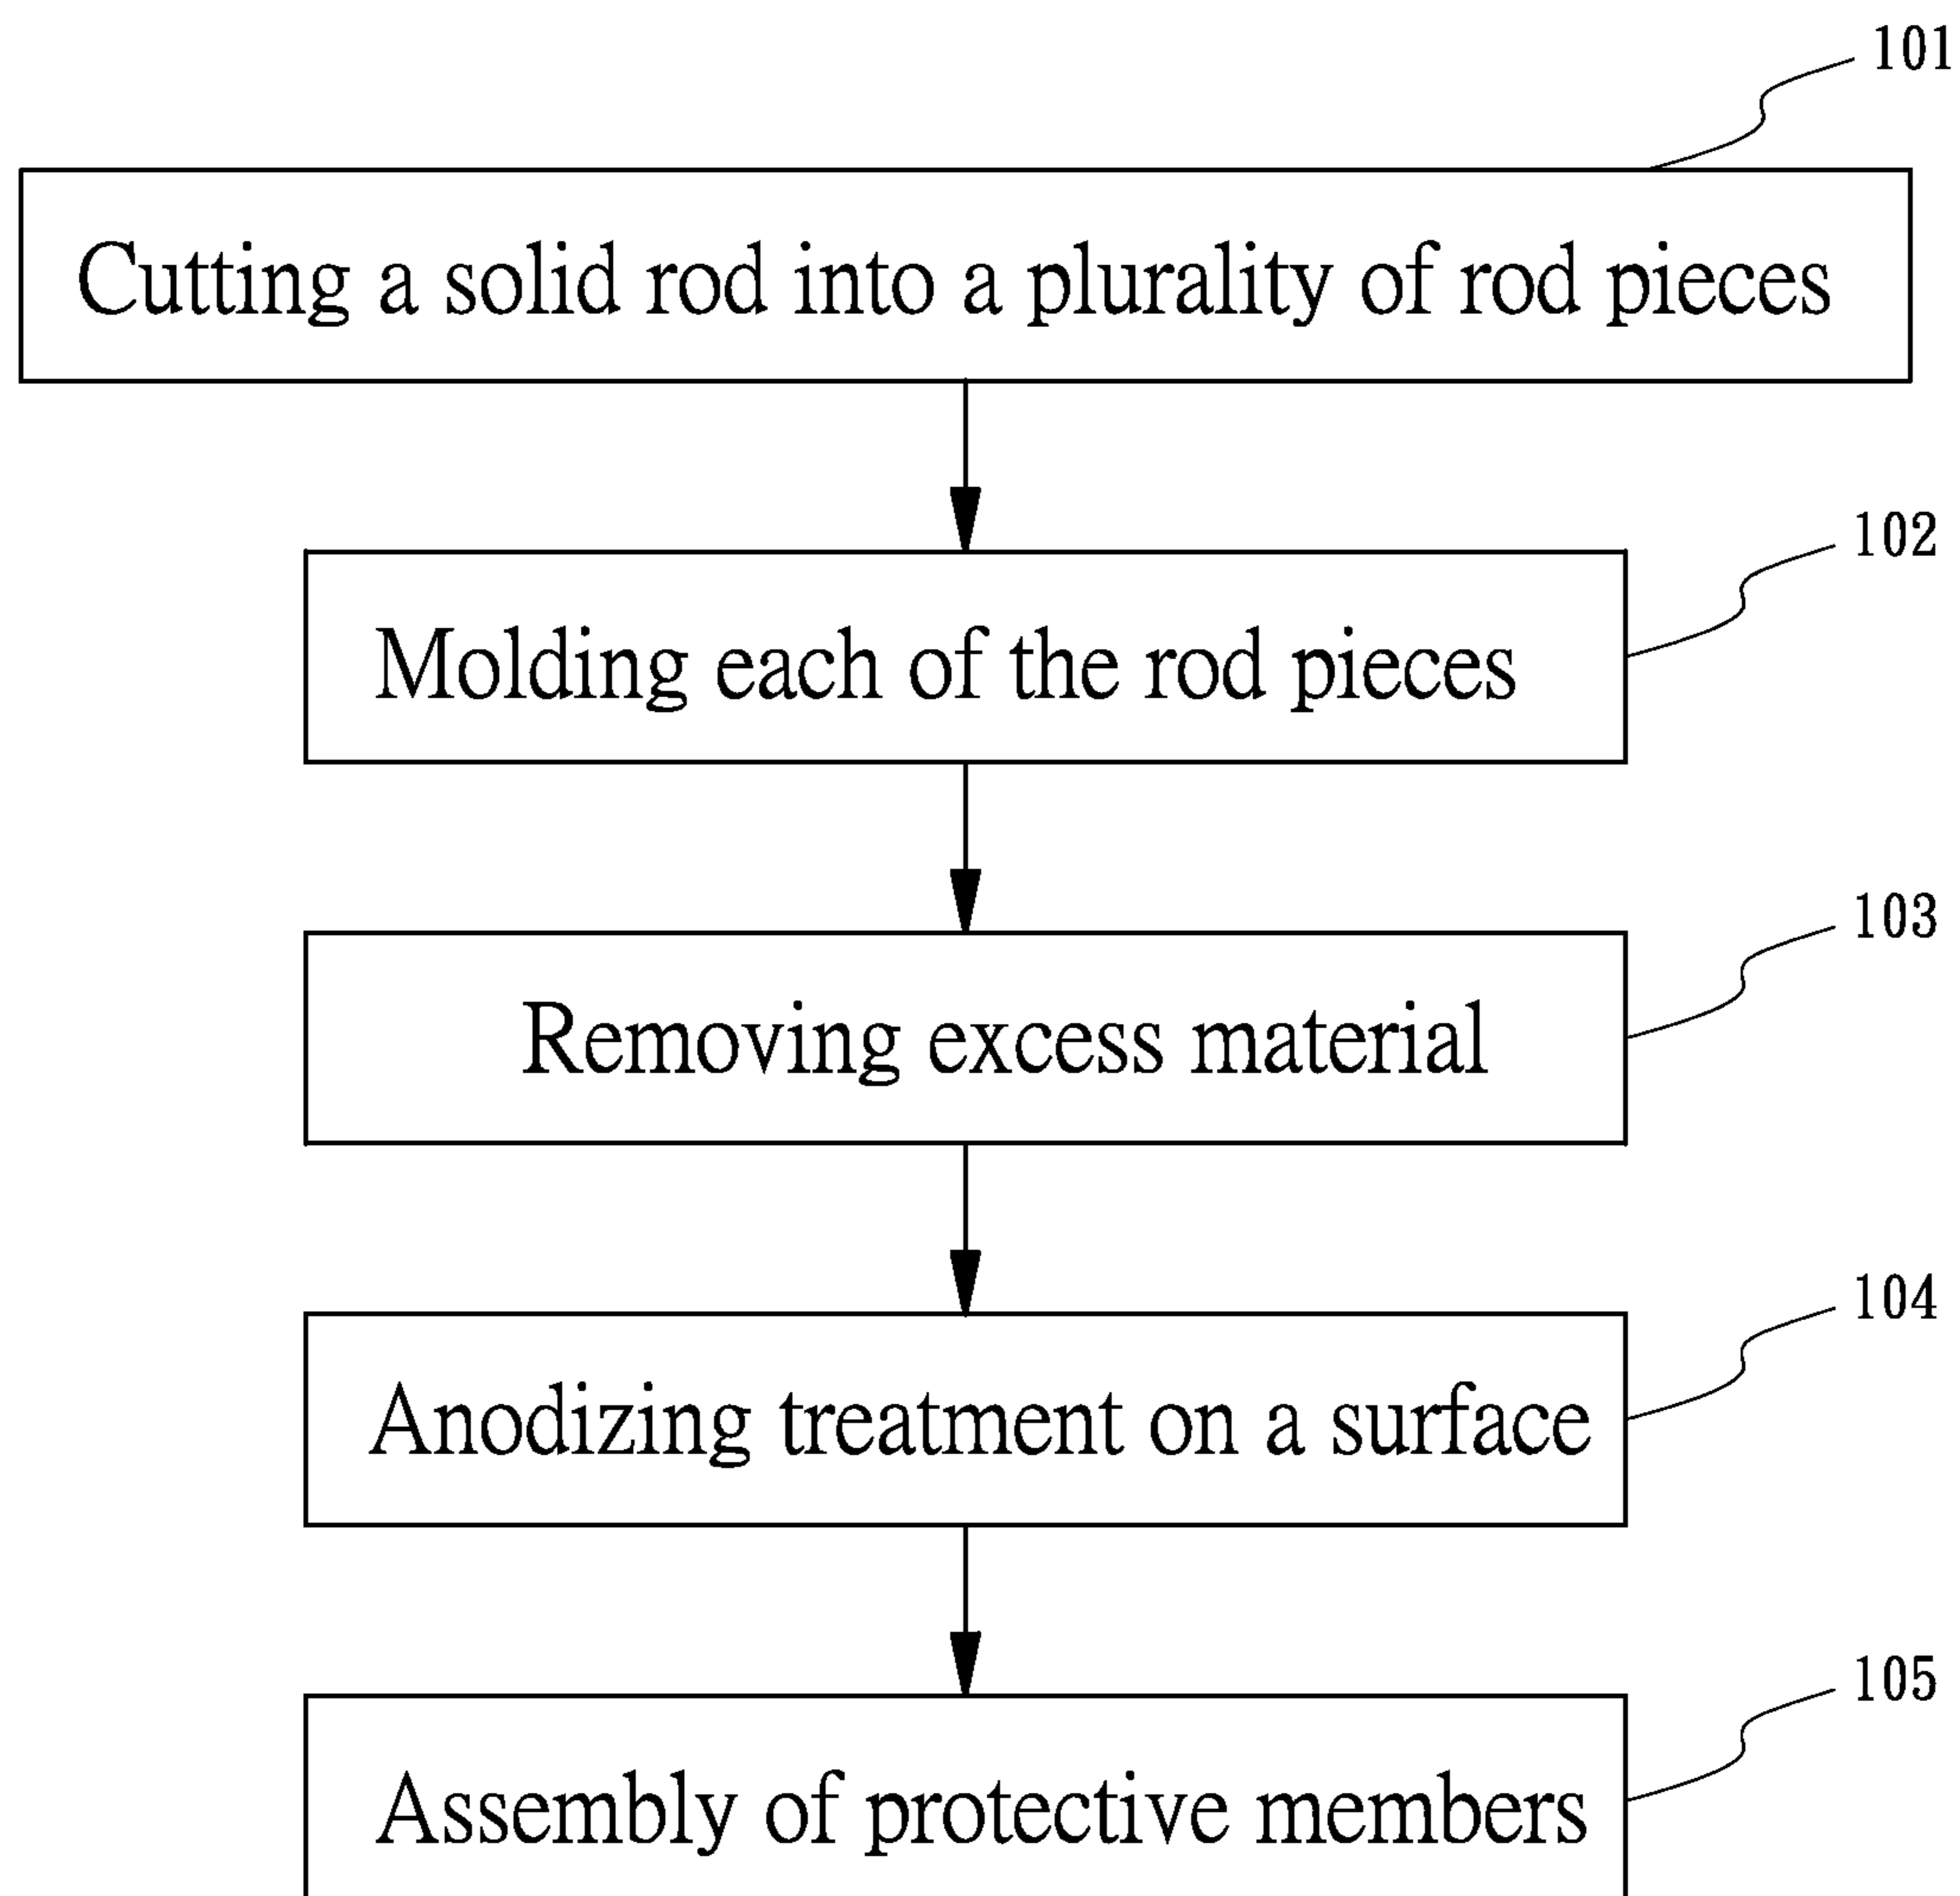 101
Cutting a solid rod into a plurality of rod pieces
102
Molding each of the rod pieces
103
Removing excess material
104
Anodizing treatment on a surface
105
Assembly of protective members